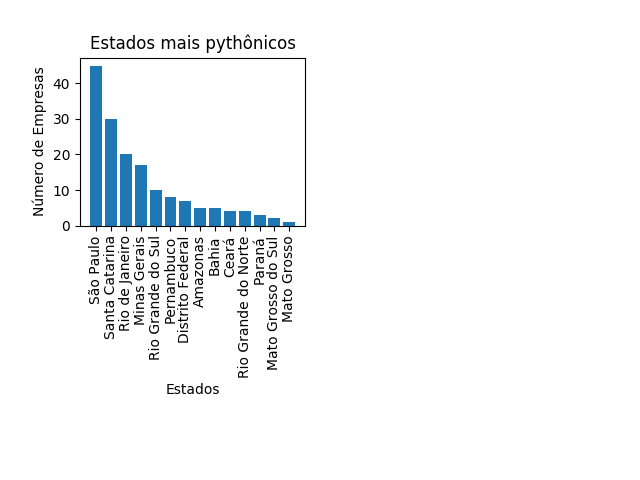 Estados mais pythônicos
Número de Empresas
40
30
20
10
0
São Paulo
Santa Catarina
Rio de Janeiro
Minas Gerais
Rio Grande do Sul
Pernambuco
Distrito Federal
Amazonas
Bahia
Ceará
Rio Grande do Norte
Paraná
Mato Grosso do Sul
Mato Grosso
Estados